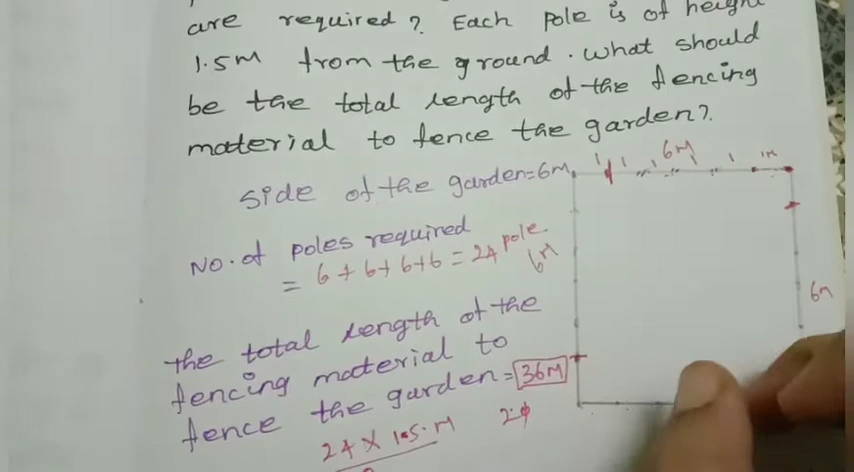 are required? Each pole is of height
1.5M from the ground. What should
be the total length of the fencing
material to fence the garden?
Side of the garden=6M
6M
1M
No. of poles required
= 6+6+6+6=24 pole.
6M
6M
The total length of the
fencing material to
fence the garden=36M
24 X 1.5.M